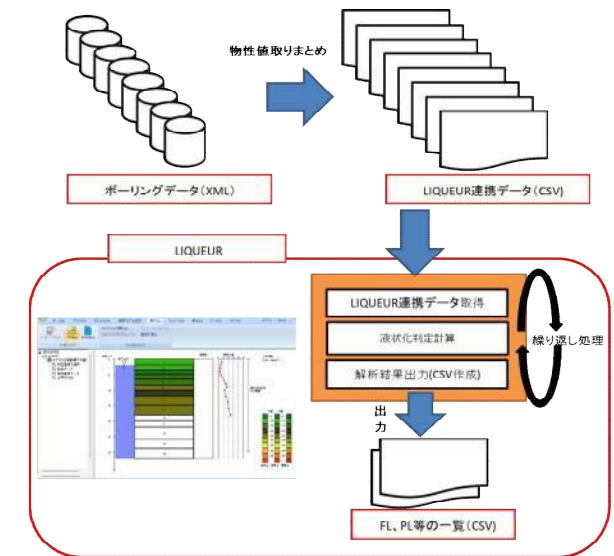 物性値取りまとめ
ボーリングデータ(XML)
LIQUEUR連携データ(CSV)
LIQUEUR
LIQUEUR連携データ取得
液状化判定計算
解析結果出力(CSV作成)
繰り返し処理
出力
FL、PL等の一覧(CSV)